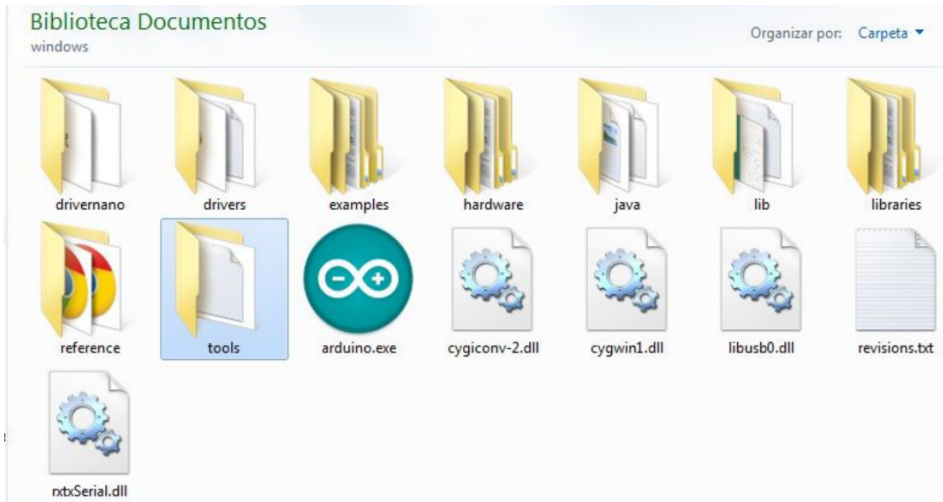 Biblioteca Documentos
windows
Organizar por: Carpeta
drivernano drivers examples hardware java lib libraries
reference tools arduino.exe cygiconv-2.dll cygwin1.dll libusb0.dll revisions.txt
rxtxSerial.dll